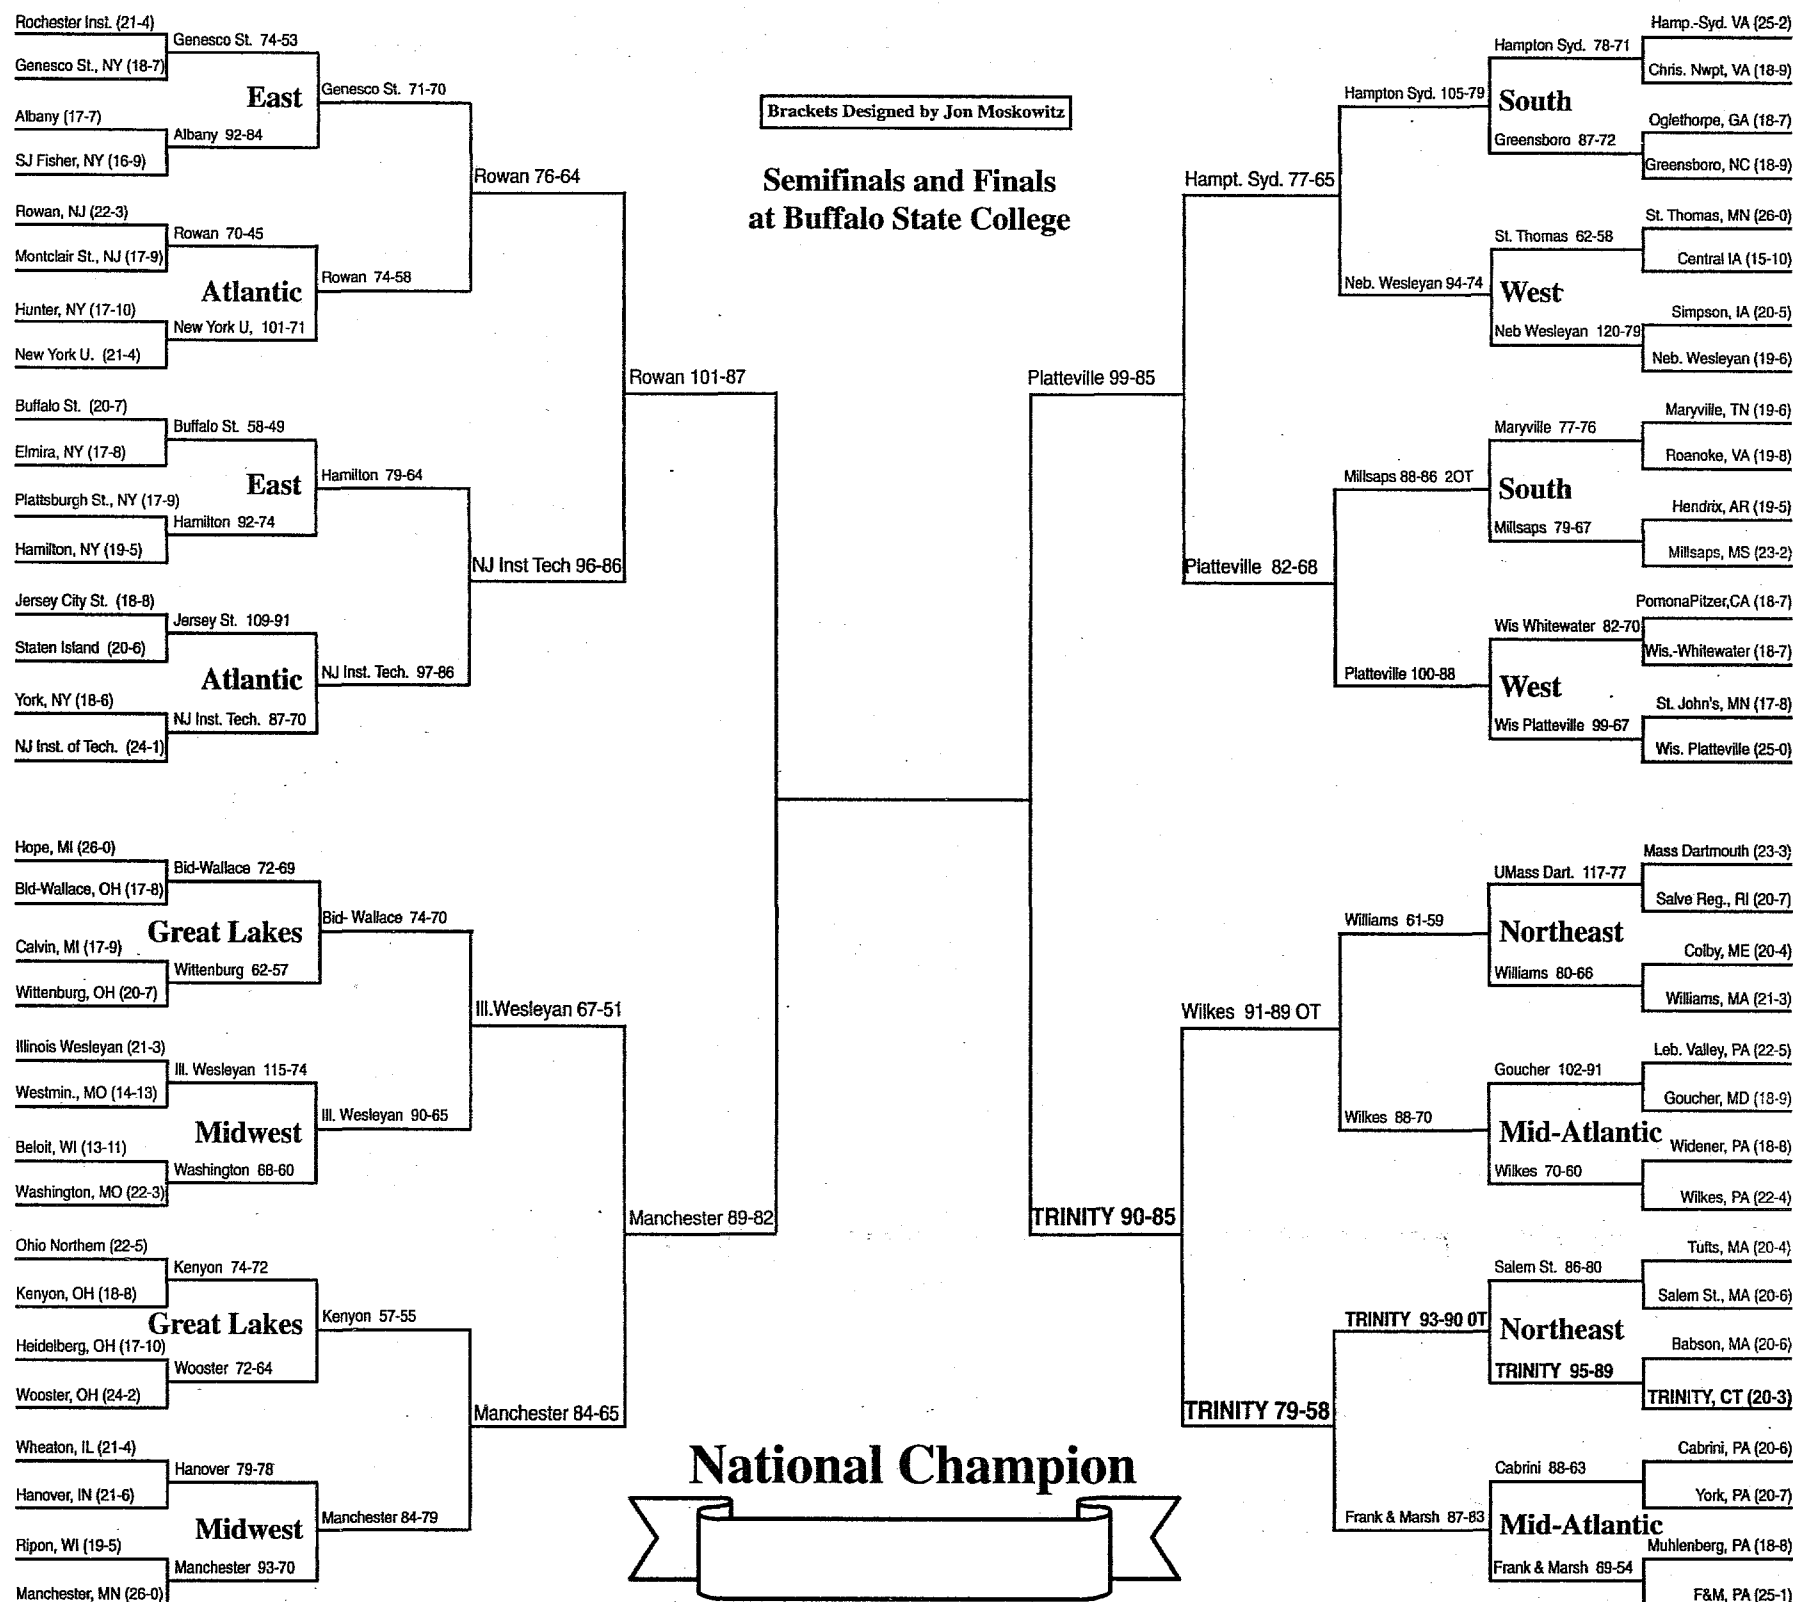 Rochester Inst. (21-4)
Genesco St. 74-53
Genesco St., NY (18-7)
East
Genesco St. 71-70
Albany (17-7)
Albany 92-84
SJ Fisher, NY (16-9)
Rowan 76-64
Rowan, NJ (22-3)
Rowan 70-45
Montclair St., NJ (17-9)
Atlantic
Rowan 74-58
Hunter, NY (17-10)
New York U, 101-71
New York U. (21-4)
Rowan 101-87
Buffalo St. (20-7)
Buffalo St. 58-49
Elmira, NY (17-8)
East
Hamilton 79-64
Plattsburgh St., NY (17-9)
Hamilton 92-74
Hamilton, NY (19-5)
NJ Inst Tech 96-86
Jersey City St. (18-8)
Jersey St. 109-91
Staten Island (20-6)
Atlantic
NJ Inst. Tech. 97-86
York, NY (18-6)
NJ Inst. Tech. 87-70
NJ Inst. of Tech. (24-1)
Hope, MI (26-0)
Bld-Wallace 72-69
Bld-Wallace, OH (17-8)
Great Lakes
Bld- Wallace 74-70
Calvin, MI (17-9)
Wittenburg 62-57
Wittenburg, OH (20-7)
Ill.Wesleyan 67-51
Illinois Wesleyan (21-3)
Ill. Wesleyan 115-74
Westmin., MO (14-13)
Midwest
Ill. Wesleyan 90-65
Beloit, WI (13-11)
Washington 68-60
Washington, MO (22-3)
Manchester 89-82
Ohio Northern (22-5)
Kenyon 74-72
Kenyon, OH (18-8)
Great Lakes
Kenyon 57-55
Heidelberg, OH (17-10)
Wooster 72-64
Wooster, OH (24-2)
Manchester 84-65
Wheaton, IL (21-4)
Hanover 79-78
Hanover, IN (21-6)
Midwest
Manchester 84-79
Ripon, WI (19-5)
Manchester 93-70
Manchester, MN (26-0)
Brackets Designed by Jon Moskowitz
Semifinals and Finals
at Buffalo State College
National Champion
Hamp.-Syd. VA (25-2)
Hampton Syd. 78-71
Chris. Nwpt, VA (18-9)
Hampton Syd. 105-79
South
Oglethorpe, GA (18-7)
Greensboro 87-72
Greensboro, NC (18-9)
Hampt. Syd. 77-65
St. Thomas, MN (26-0)
St. Thomas 62-58
Central IA (15-10)
Neb. Wesleyan 94-74
West
Simpson, IA (20-5)
Neb Wesleyan 120-79
Neb. Wesleyan (19-6)
Platteville 99-85
Maryville, TN (19-6)
Maryville 77-76
Roanoke, VA (19-8)
Millsaps 88-86 2OT
South
Hendrix, AR (19-5)
Millsaps 79-67
Millsaps, MS (23-2)
Platteville 82-68
PomonaPitzer,CA (18-7)
Wis Whitewater 82-70
Wis.-Whitewater (18-7)
Platteville 100-88
West
St. John's, MN (17-8)
Wis Platteville 99-67
Wis. Platteville (25-0)
Mass Dartmouth (23-3)
UMass Dart. 117-77
Salve Reg., RI (20-7)
Williams 61-59
Northeast
Colby, ME (20-4)
Williams 80-66
Williams, MA (21-3)
Wilkes 91-89 OT
Leb. Valley, PA (22-5)
Goucher 102-91
Goucher, MD (18-9)
Wilkes 88-70
Mid-Atlantic
Widener, PA (18-8)
Wilkes 70-60
Wilkes, PA (22-4)
TRINITY 90-85
Tufts, MA (20-4)
Salem St. 86-80
Salem St., MA (20-6)
TRINITY 93-90 0T
Northeast
Babson, MA (20-6)
TRINITY 95-89
TRINITY, CT (20-3)
TRINITY 79-58
Cabrini, PA (20-6)
Cabrini 88-63
York, PA (20-7)
Frank & Marsh 87-83
Mid-Atlantic
Muhlenberg, PA (18-8)
Frank & Marsh 69-54
F&M, PA (25-1)